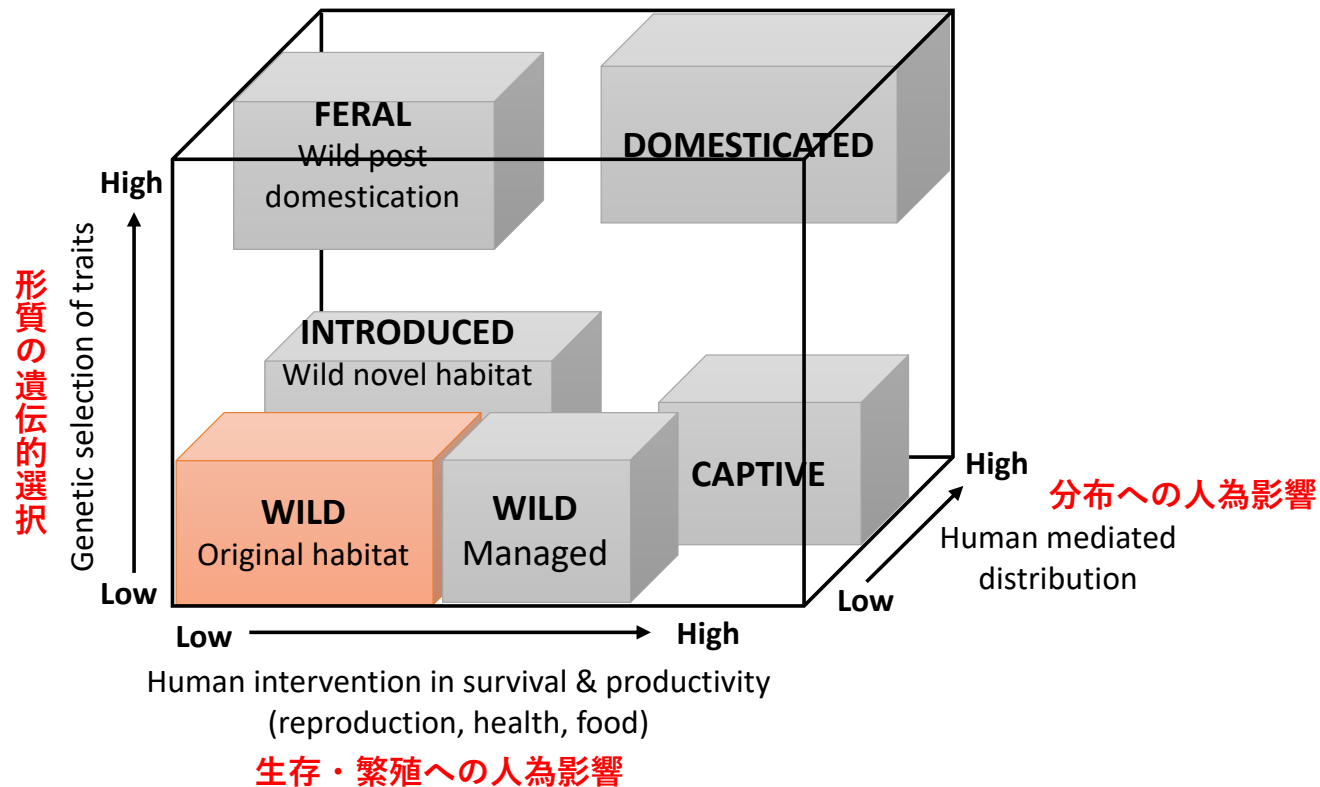 FERAL
Wild post
domestication
DOMESTICATED
High
形質の遺伝的選択
Genetic selection of traits
INTRODUCED
Wild novel habitat
CAPTIVE
WILD
Original habitat
WILD
Managed
High
分布への人為影響
Human mediated
distribution
Low
Low
Low
High
Human intervention in survival & productivity
(reproduction, health, food)
生存・繁殖への人為影響